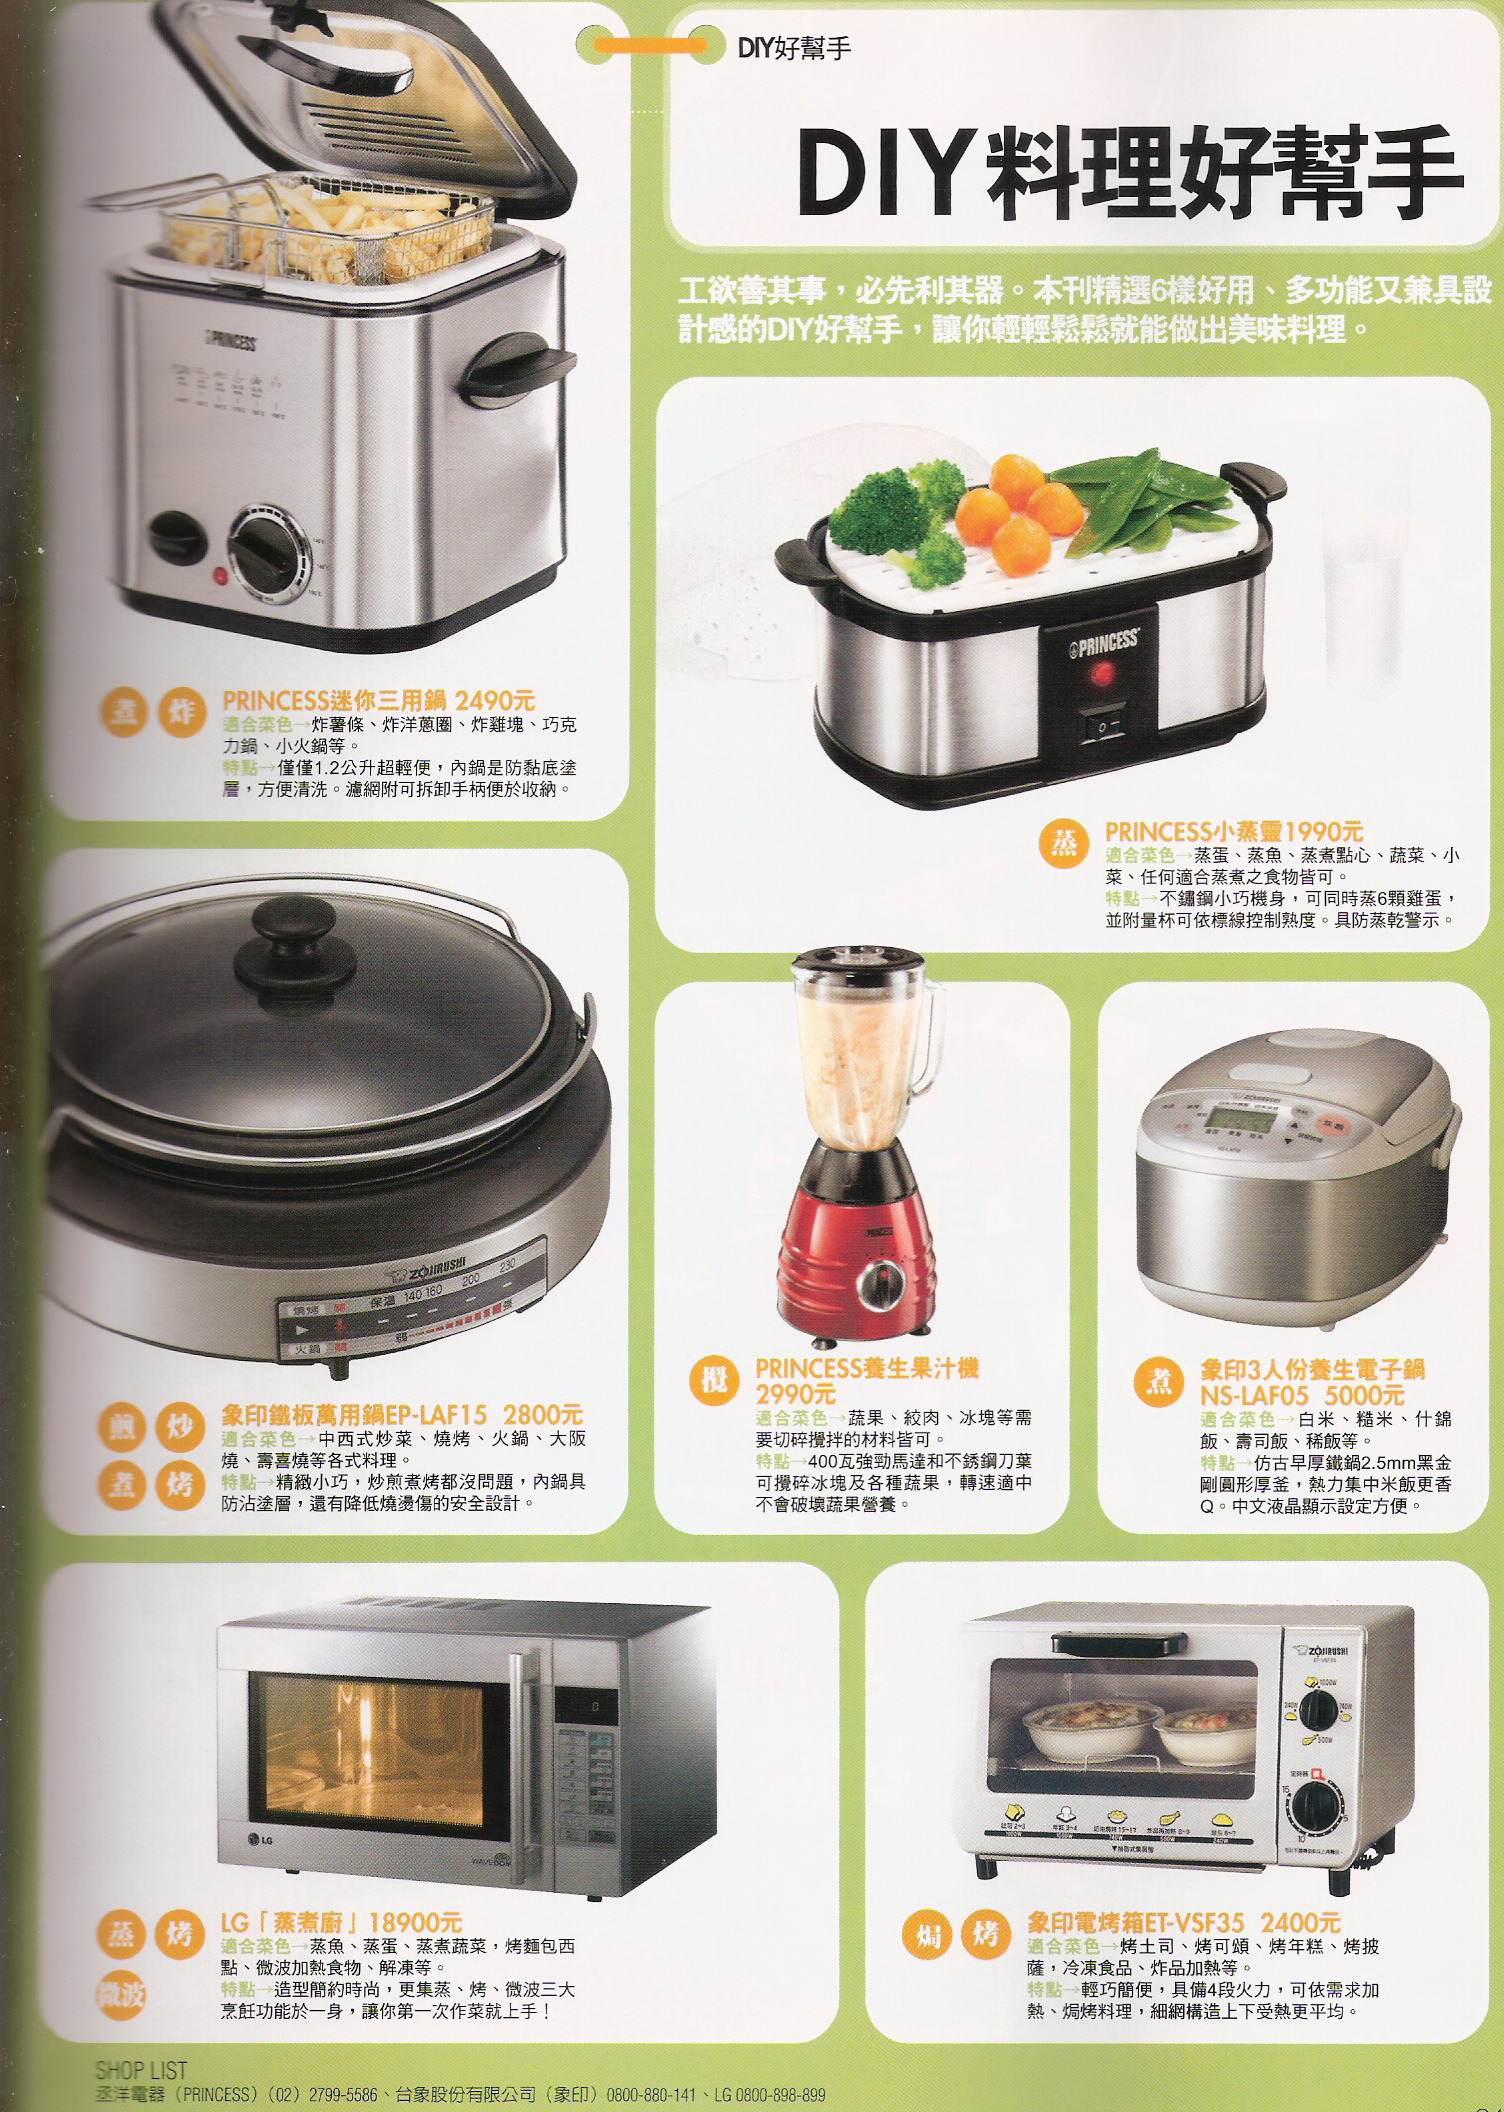 DIY好幫手
DIY料理好幫手
工欲善其事，必先利其器。本刊精選6樣好用、多功能又兼具設
計感的DIY好幫手，讓你輕輕鬆鬆就能做出美味料理。
PRINCESS
煮 炸
PRINCESS迷你三用鍋 2490元
適合菜色→炸薯條、炸洋蔥圈、炸雞塊、巧克
力鍋、小火鍋等。
特點→僅僅1.2公升超輕便，內鍋是防黏底塗
層，方便清洗。濾網附可拆卸手柄便於收納。
PRINCESS
蒸
PRINCESS小蒸靈1990元
適合菜色→蒸蛋、蒸魚、蒸煮點心、蔬菜、小
菜、任何適合蒸煮之食物皆可。
特點→不鏽鋼小巧機身，可同時蒸6顆雞蛋，
並附量杯可依標線控制熟度。具防蒸乾警示。
ZOJIRUSHI
燒烤 關 保溫 140 160 200 230
火鍋 關 弱 強
煎 炒
煮 烤
象印鐵板萬用鍋EP-LAF15 2800元
適合菜色→中西式炒菜、燒烤、火鍋、大阪
燒、壽喜燒等各式料理。
特點→精緻小巧，炒煎煮烤都沒問題，內鍋具
防沾塗層，還有降低燒燙傷的安全設計。
PRINCESS
攪
PRINCESS養生果汁機
2990元
適合菜色→蔬果、絞肉、冰塊等需
要切碎攪拌的材料皆可。
特點→400瓦強勁馬達和不銹鋼刀葉
可攪碎冰塊及各種蔬果，轉速適中
不會破壞蔬果營養。
ZOJIRUSHI
炊飯
煮
象印3人份養生電子鍋
NS-LAF05 5000元
適合菜色→白米、糙米、什錦
飯、壽司飯、稀飯等。
特點→仿古早厚鐵鍋2.5mm黑金
剛圓形厚釜，熱力集中米飯更香
Q。中文液晶顯示設定方便。
LG
WAVEDOM
蒸 烤
微波
LG「蒸煮廚」18900元
適合菜色→蒸魚、蒸蛋、蒸煮蔬菜，烤麵包西
點、微波加熱食物、解凍等。
特點→造型簡約時尚，更集蒸、烤、微波三大
烹飪功能於一身，讓你第一次作菜就上手！
ZOJIRUSHI
ET-VSF35
1000W
240W 740W
500W
定時器
15 5
10
焗 烤
象印電烤箱ET-VSF35 2400元
適合菜色→烤土司、烤可頌、烤年糕、烤披
薩，冷凍食品、炸品加熱等。
特點→輕巧簡便，具備4段火力，可依需求加
熱、焗烤料理，細網構造上下受熱更平均。
SHOP LIST
丞洋電器（PRINCESS）（02）2799-5586、台象股份有限公司（象印）0800-880-141、LG 0800-898-899